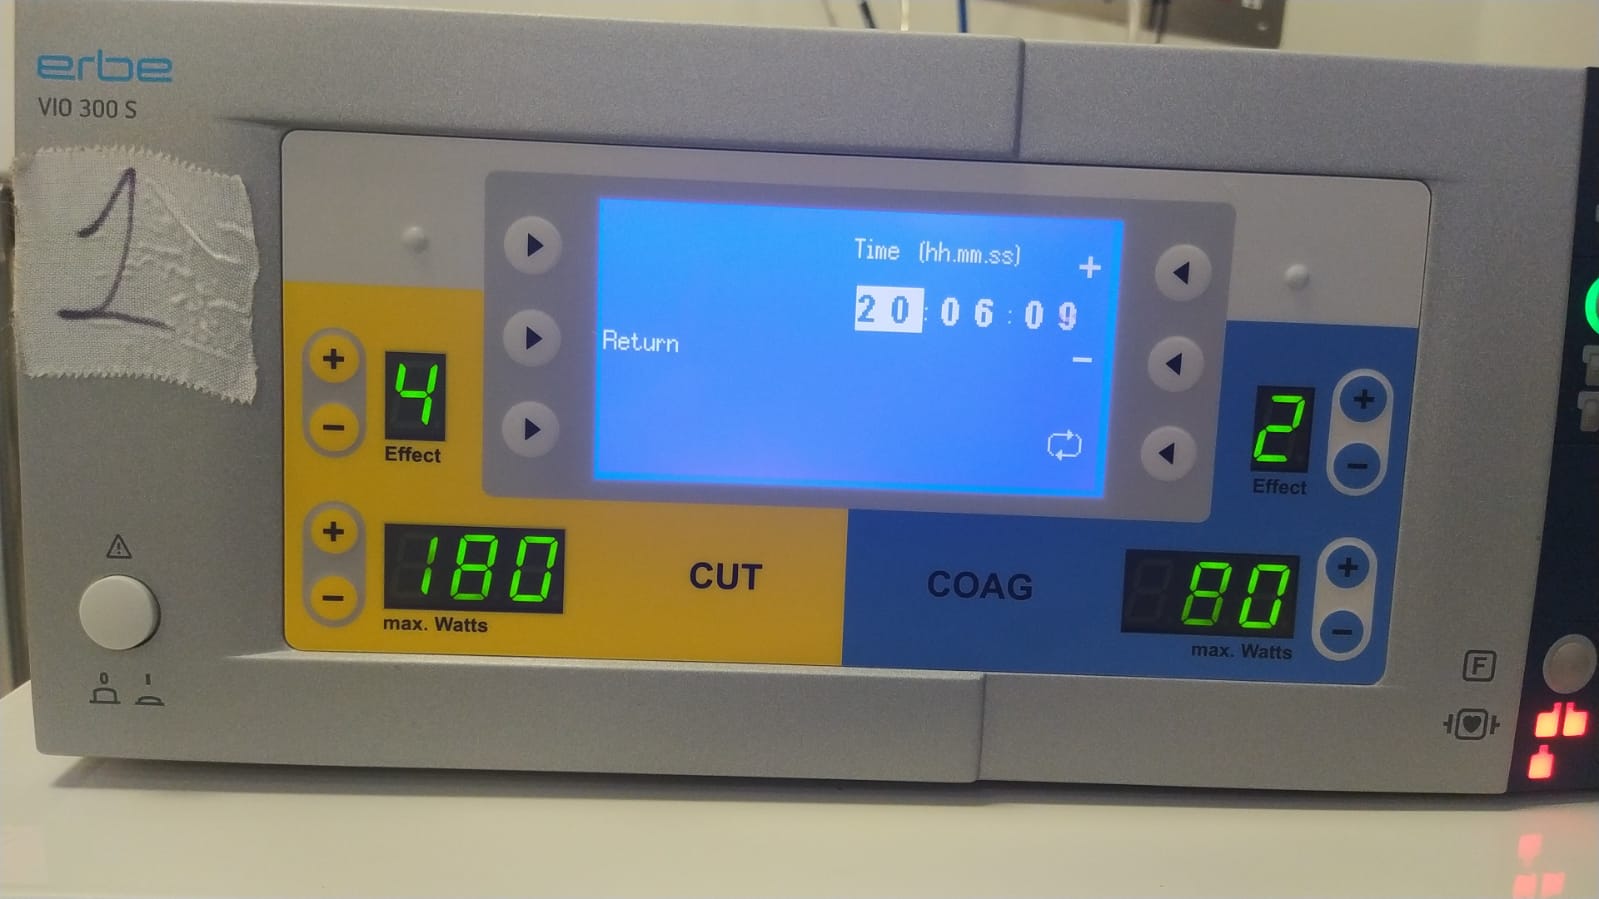 erbe
VIO 300 S
1
Time (hh.mm.ss)
+
20:06:09
Return
−
+
4
−
Effect
+
2
−
Effect
+
180
−
max. Watts
CUT
COAG
+
80
−
max. Watts
0 I
F